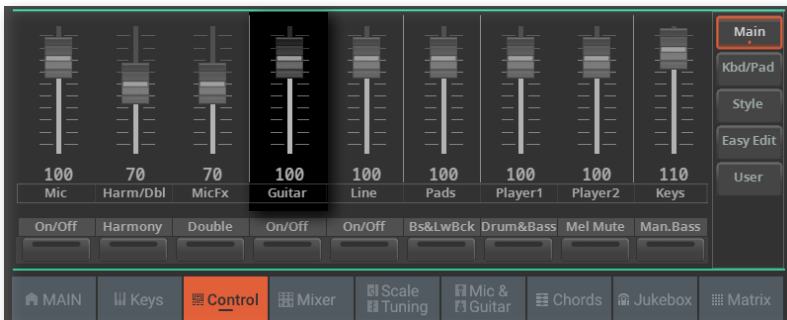 Main
Kbd/Pad
Style
Easy Edit
User
100 70 70 100 100 100 100 100 110
Mic Harm/Dbl MicFx Guitar Line Pads Player1 Player2 Keys
On/Off Harmony Double On/Off On/Off Bs&LwBck Drum&Bass Mel Mute Man.Bass
MAIN Keys Control Mixer Scale Tuning Mic & Guitar Chords Jukebox Matrix